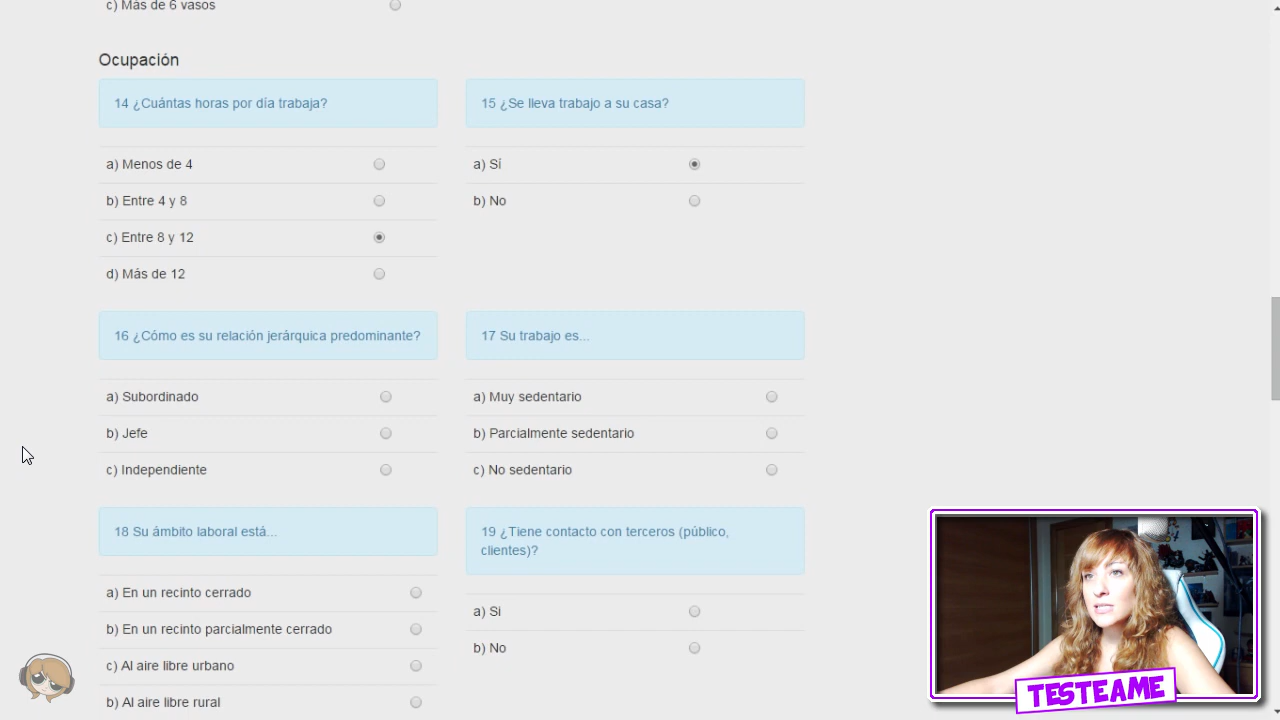 c) Más de 6 vasos
Ocupación
14 ¿Cuántas horas por día trabaja?
a) Menos de 4
b) Entre 4 y 8
c) Entre 8 y 12
d) Más de 12
15 ¿Se lleva trabajo a su casa?
a) Sí
b) No
16 ¿Cómo es su relación jerárquica predominante?
a) Subordinado
b) Jefe
c) Independiente
17 Su trabajo es...
a) Muy sedentario
b) Parcialmente sedentario
c) No sedentario
18 Su ámbito laboral está...
a) En un recinto cerrado
b) En un recinto parcialmente cerrado
c) Al aire libre urbano
b) Al aire libre rural
19 ¿Tiene contacto con terceros (público,
clientes)?
a) Si
b) No
TESTEAME